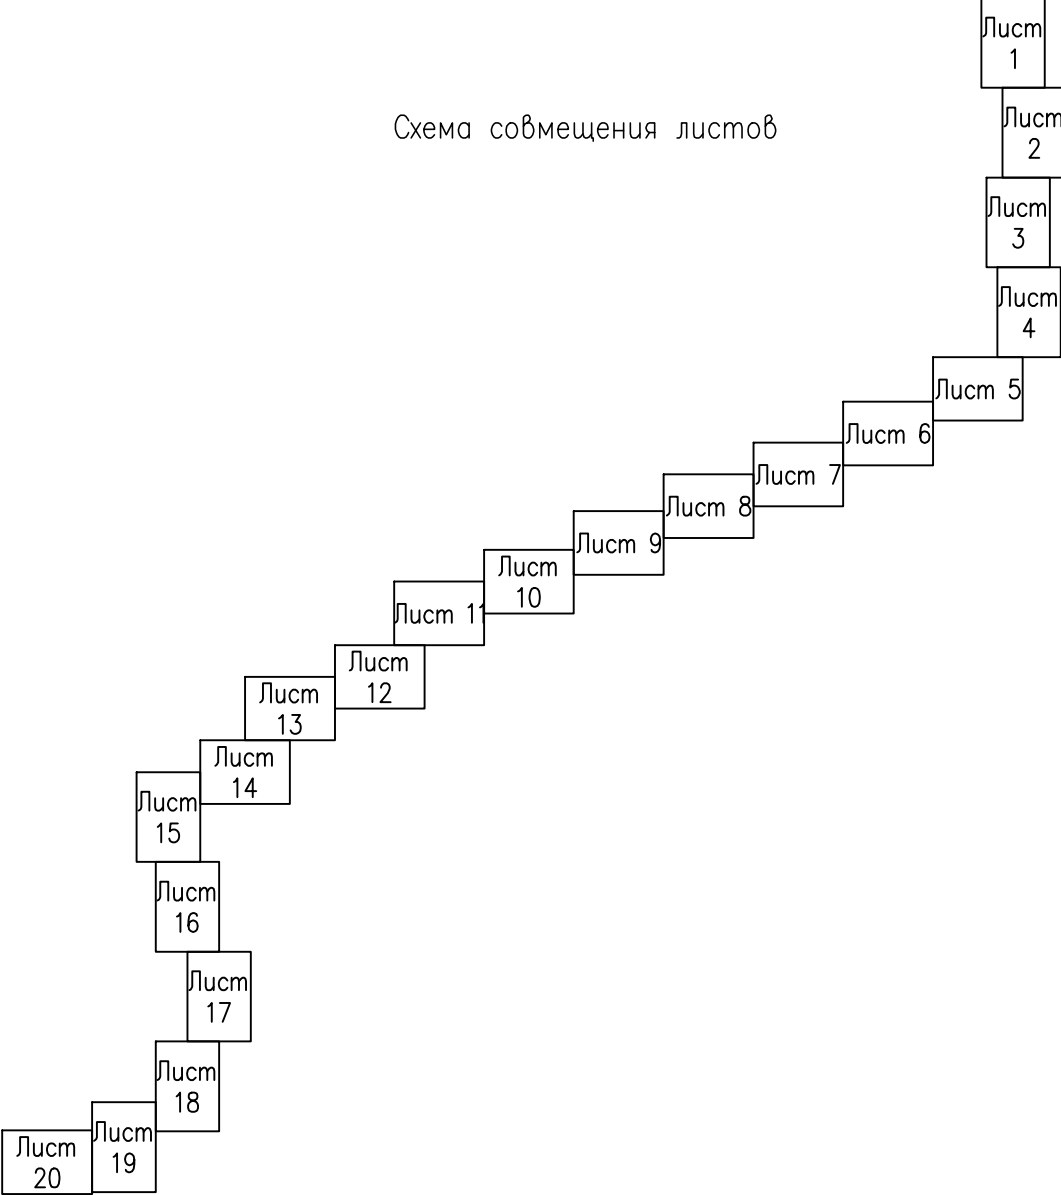 Лист
1
Схема совмещения листов
Лист
2
Лист
3
Лист
4
Лист 5
Лист 6
Лист 7
Лист 8
Лист 9
Лист
10
Лист 11
Лист
12
Лист
13
Лист
14
Лист
15
Лист
16
Лист
17
Лист
18
Лист
19
Лист
20